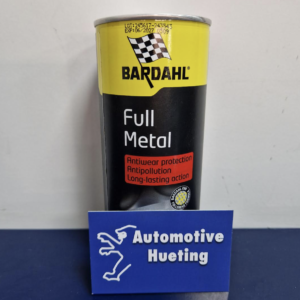 BARDAHL
Full
Metal
Antiwear protection
Antipollution
Long-lasting action
Automotive
Hueting